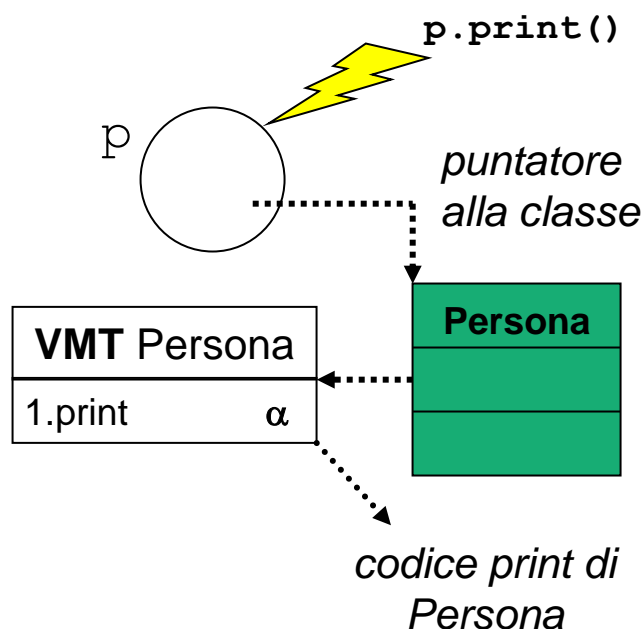 p.print()
p
puntatore
alla classe
Persona
VMT Persona
1.print α
codice print di
Persona